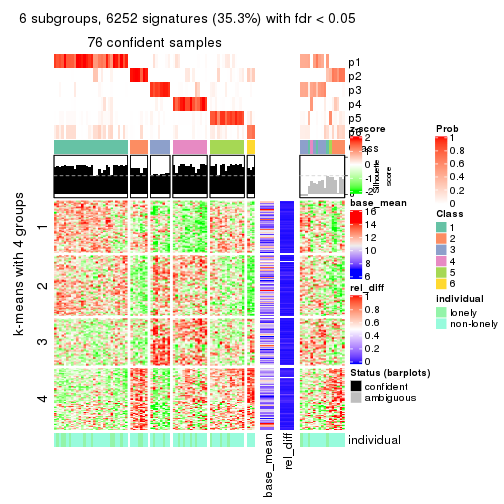 6 subgroups, 6252 signatures (35.3%) with fdr < 0.05
76 confident samples
p1
p2
p3
p4
p5
p6
Class
Silhouette
score
k-means with 4 groups
1
2
3
4
individual
base_mean
rel_diff
z-score
2
1
0
-1
-2
base_mean
16
14
12
10
8
6
rel_diff
1
0.8
0.6
0.4
0.2
0
Status (barplots)
confident
ambiguous
Prob
1
0.8
0.6
0.4
0.2
0
Class
1
2
3
4
5
6
individual
lonely
non-lonely